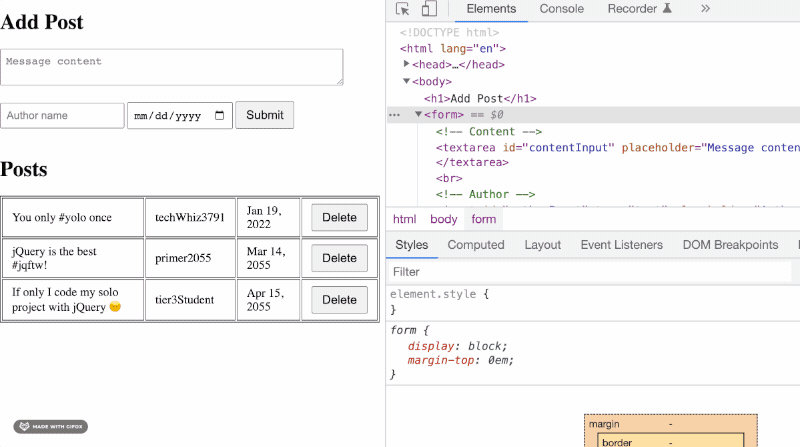 Add Post
Message content
Author name
mm/dd/yyyy
Submit
Posts
You only #yolo once
techWhiz3791
Jan 19,
2022
Delete
jQuery is the best
#jqftw!
primer2055
Mar 14,
2055
Delete
If only I code my solo
project with jQuery 😎
tier3Student
Apr 15,
2055
Delete
MADE WITH GIFOX
Elements Console Recorder »
<!DOCTYPE html>
<html lang="en">
<head>…</head>
<body>
<h1>Add Post</h1>
<form> == $0
<!-- Content -->
<textarea id="contentInput" placeholder="Message conten
</textarea>
<br>
<!-- Author -->
html body form
Styles Computed Layout Event Listeners DOM Breakpoints
Filter
element.style {
}
form {
display: block;
margin-top: 0em;
}
margin -
border -